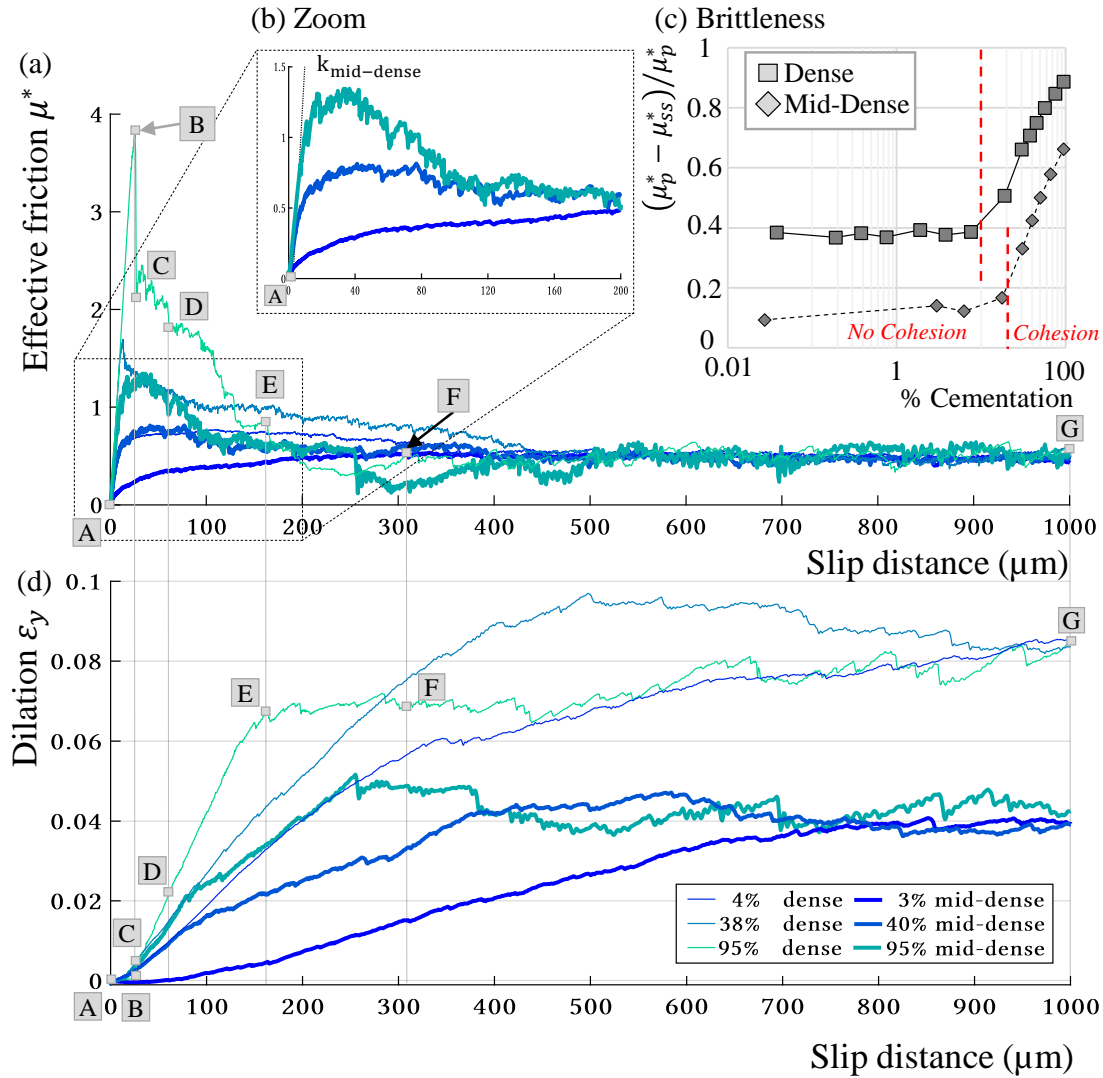 (b) Zoom
(c) Brittleness
(a)
Effective friction μ*
4
3
2
1
0
B
C
D
E
F
G
A
1.5
1
0.5
0
k_mid−dense
A
0 40 80 120 160 200
(μ*_p − μ*_ss)/μ*_p
1
0.8
0.6
0.4
0.2
0
Dense
Mid-Dense
No Cohesion
Cohesion
0.01 1 100
% Cementation
0 100 200 300 400 500 600 700 800 900 1000
Slip distance (µm)
(d)
Dilation ε_y
0.1
0.08
0.06
0.04
0.02
0
G
E
F
D
C
A
B
4% dense 3% mid-dense
38% dense 40% mid-dense
95% dense 95% mid-dense
0 100 200 300 400 500 600 700 800 900 1000
Slip distance (µm)